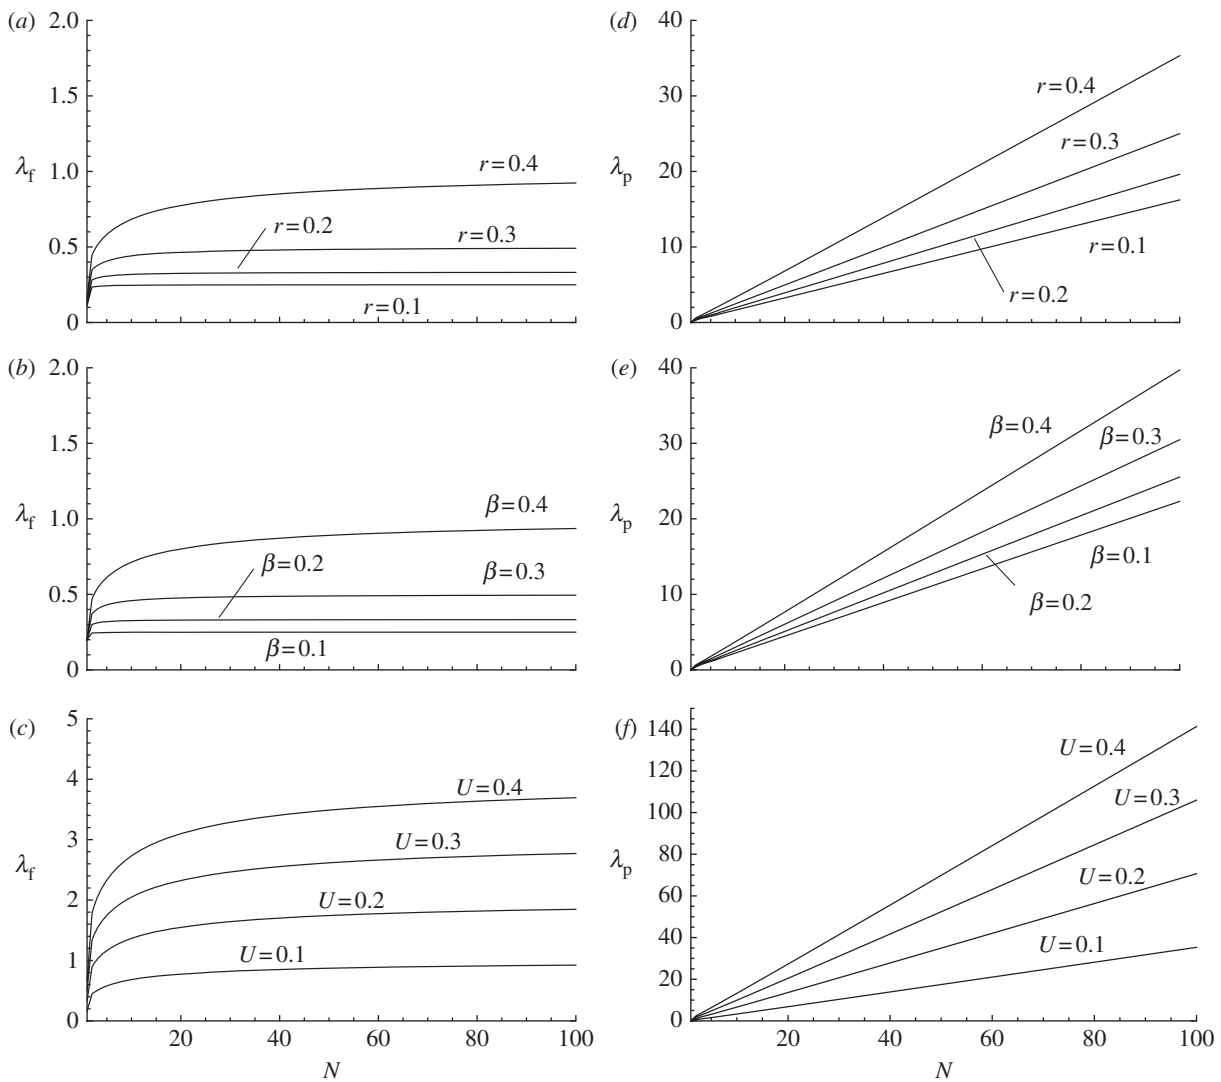 (a)
2.0
1.5
1.0
0.5
0
λf
r=0.4
r=0.2
r=0.3
r=0.1
(d)
40
30
20
10
0
λp
r=0.4
r=0.3
r=0.1
r=0.2
(b)
2.0
1.5
1.0
0.5
0
λf
β=0.4
β=0.2
β=0.3
β=0.1
(e)
40
30
20
10
0
λp
β=0.4
β=0.3
β=0.1
β=0.2
(c)
5
4
3
2
1
0
λf
U=0.4
U=0.3
U=0.2
U=0.1
20 40 60 80 100
N
(f)
140
120
100
80
60
40
20
0
λp
U=0.4
U=0.3
U=0.2
U=0.1
20 40 60 80 100
N